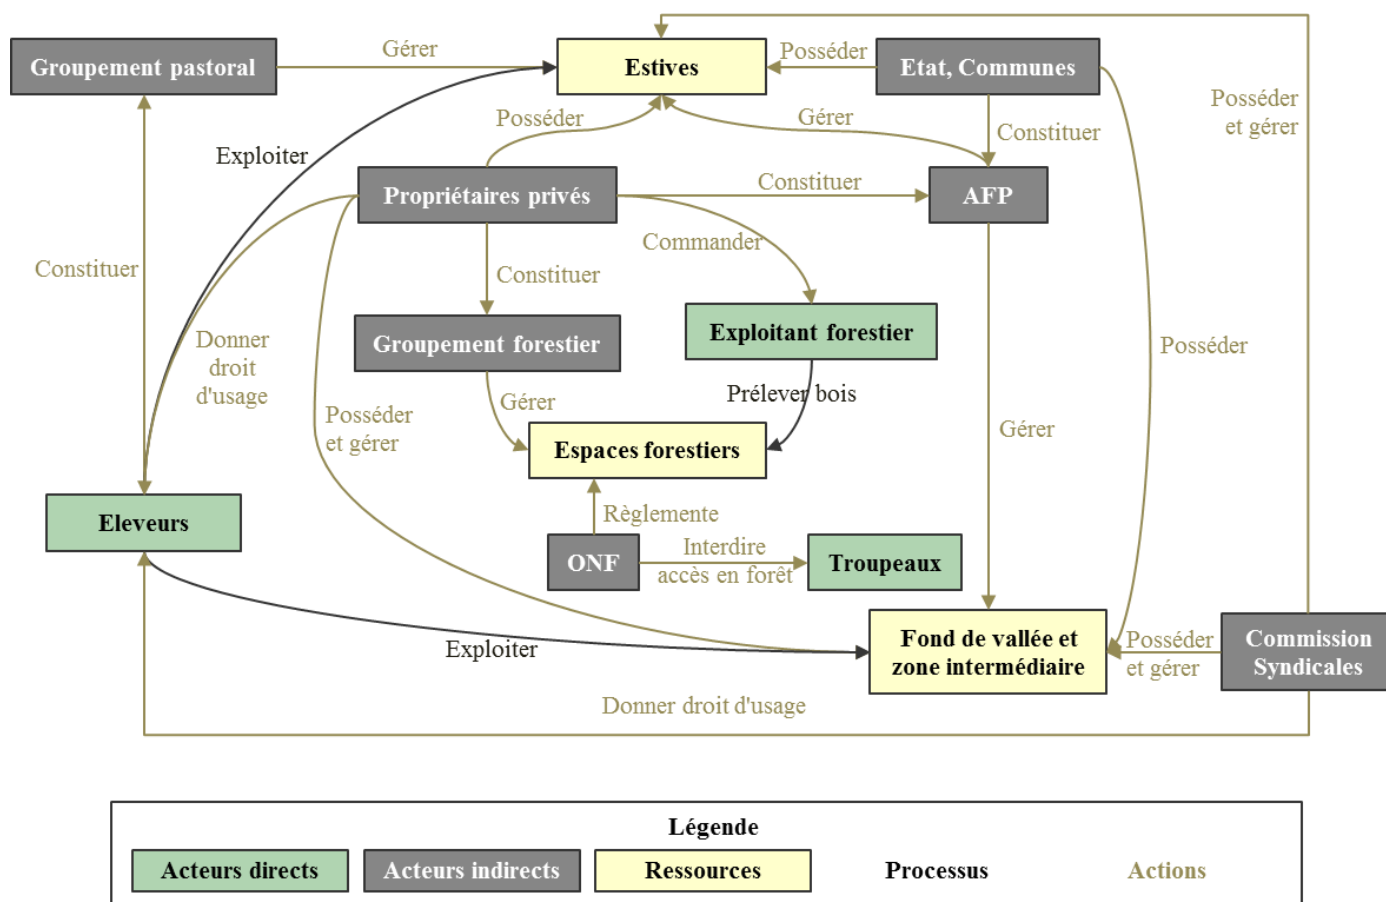 Groupement pastoral
Gérer
Estives
Posséder
Etat, Communes
Posséder
et gérer
Posséder
Gérer
Constituer
Exploiter
Propriétaires privés
Constituer
AFP
Commander
Constituer
Constituer
Donner
droit
d'usage
Groupement forestier
Exploitant forestier
Posséder
Prélever bois
Gérer
Posséder
et gérer
Gérer
Espaces forestiers
Eleveurs
Règlemente
ONF
Interdire
accès en forêt
Troupeaux
Exploiter
Fond de vallée et
zone intermédiaire
Posséder
et gérer
Commission
Syndicales
Donner droit d'usage
Légende
Acteurs directs
Acteurs indirects
Ressources
Processus
Actions